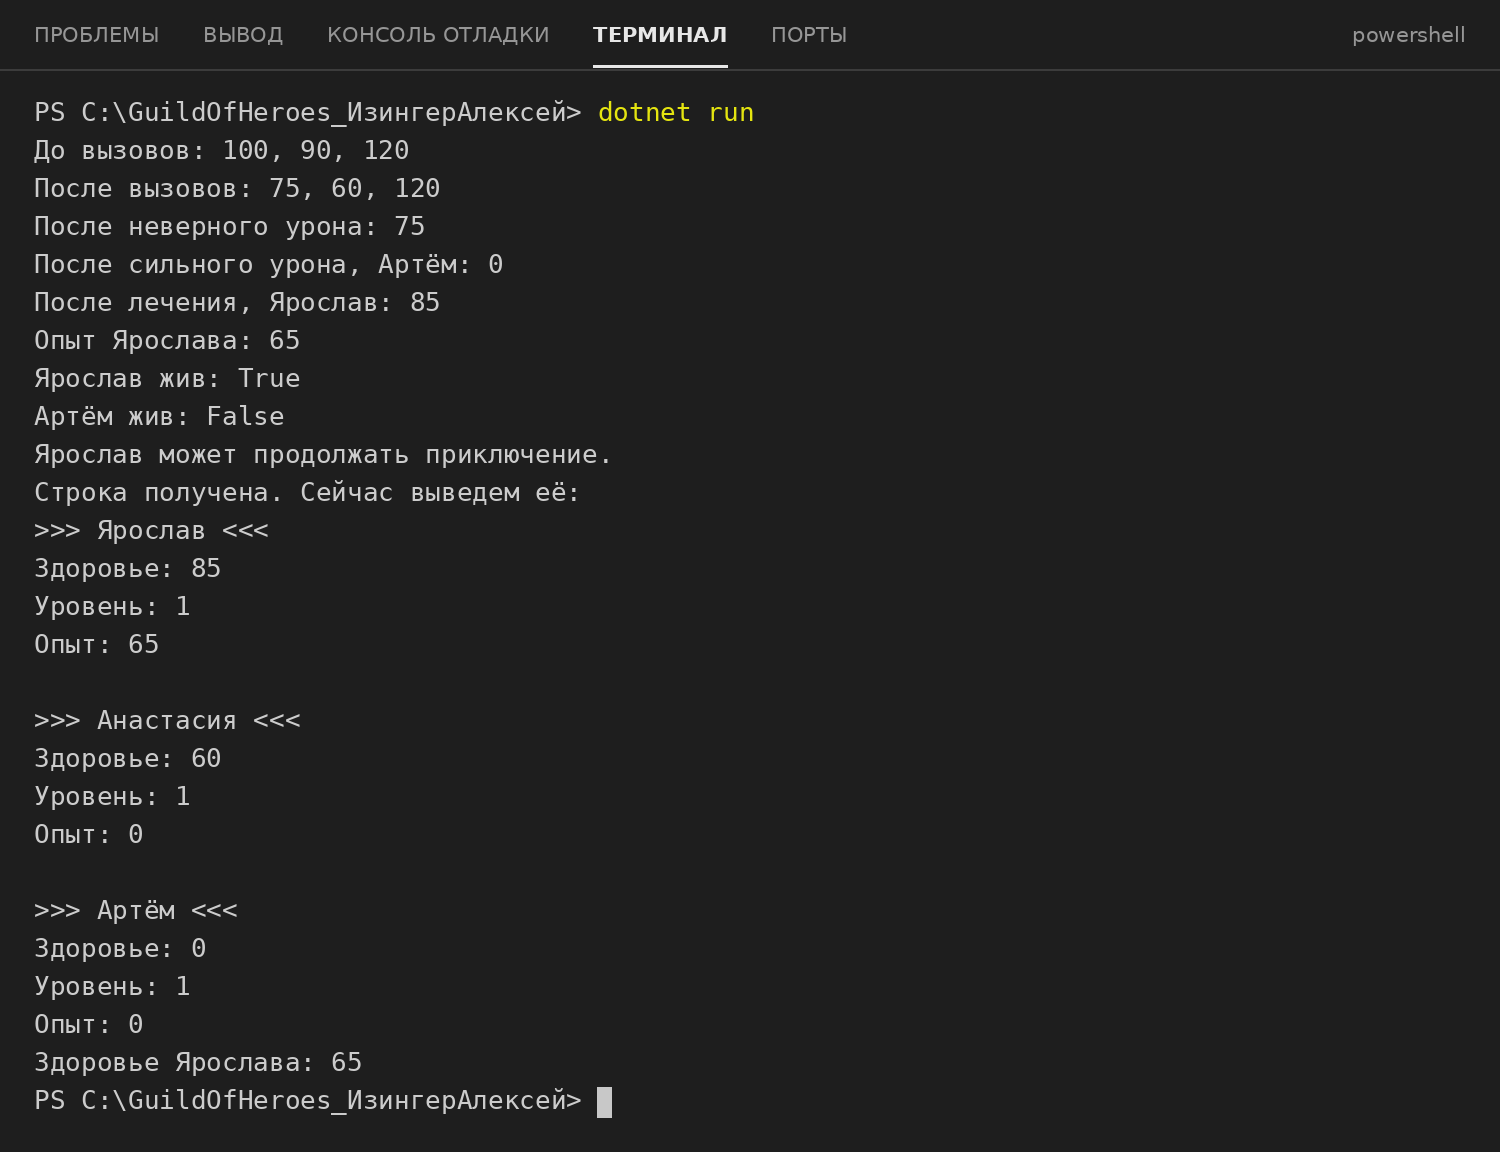 ПРОБЛЕМЫ ВЫВОД КОНСОЛЬ ОТЛАДКИ ТЕРМИНАЛ ПОРТЫ powershell
PS C:\GuildOfHeroes_ИзингерАлексей> dotnet run
До вызовов: 100, 90, 120
После вызовов: 75, 60, 120
После неверного урона: 75
После сильного урона, Артём: 0
После лечения, Ярослав: 85
Опыт Ярослава: 65
Ярослав жив: True
Артём жив: False
Ярослав может продолжать приключение.
Строка получена. Сейчас выведем её:
>>> Ярослав <<<
Здоровье: 85
Уровень: 1
Опыт: 65
>>> Анастасия <<<
Здоровье: 60
Уровень: 1
Опыт: 0
>>> Артём <<<
Здоровье: 0
Уровень: 1
Опыт: 0
Здоровье Ярослава: 65
PS C:\GuildOfHeroes_ИзингерАлексей>